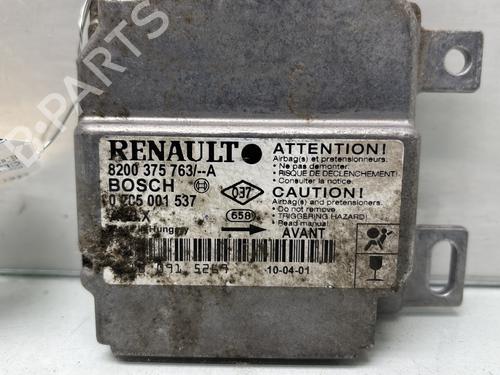 RENAULT
8200 375 763/--A
BOSCH
001 537
037
658
AVANT
10-04-01
ATTENTION!
Airbag(s) et pretensionneurs.
Ne pas demonter.
RISQUE DE DECLENCHEMENT!
Consulter la notice.
CAUTION!
Airbag(s) and pretensioners.
Do not remove.
TRIGGERING HAZARD!
Read manual
B-PARTS